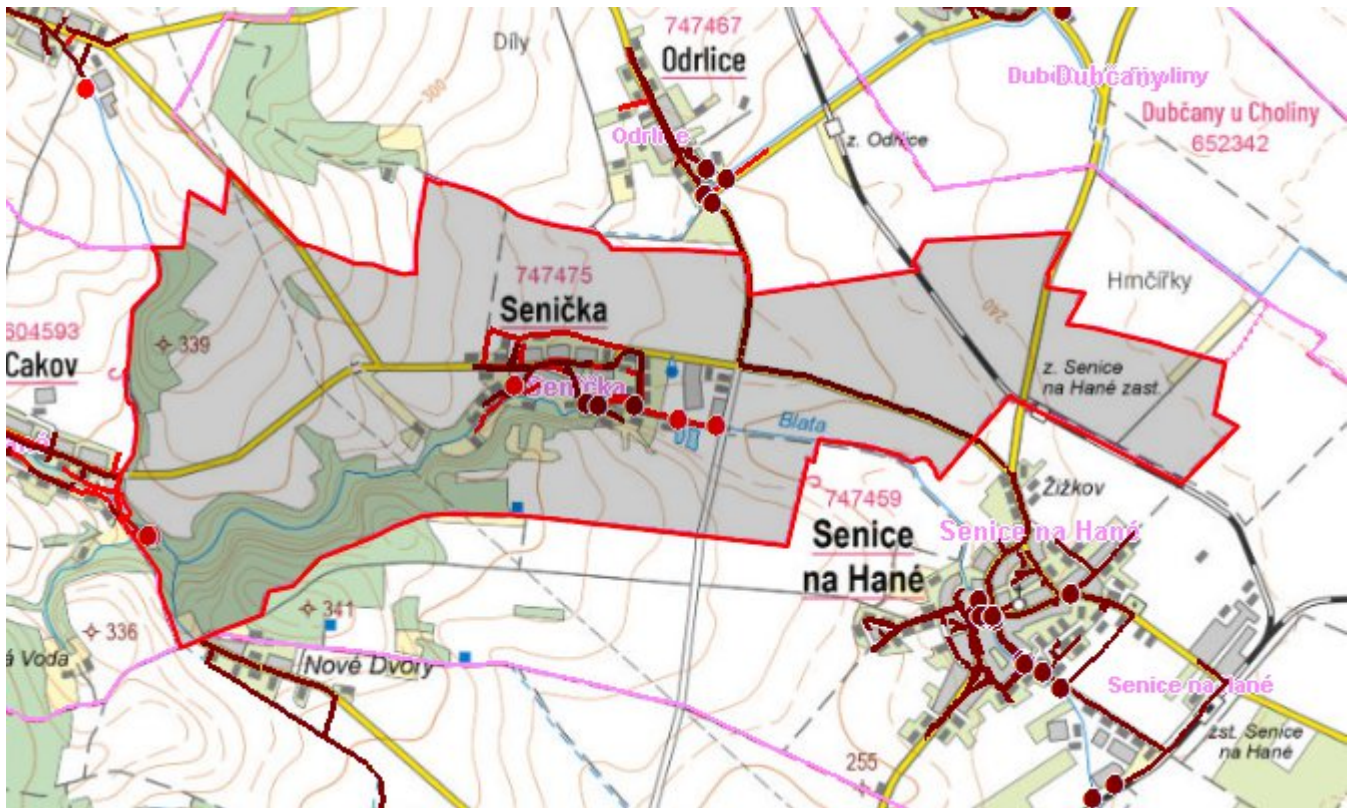 747467
Díly
Odrlice
300
Dubčany
Dubčany u Choliny
652342
Odrlice
z. Odrlice
747475
Hrnčířky
Senička
240
604593
339
Cakov
z. Senice
na Hané zast.
Senička
Blata
747459
Žižkov
Senice
na Hané
Senice na Hané
341
336
á Voda
Nové Dvory
Senice na Hané
žst. Senice
na Hané
255